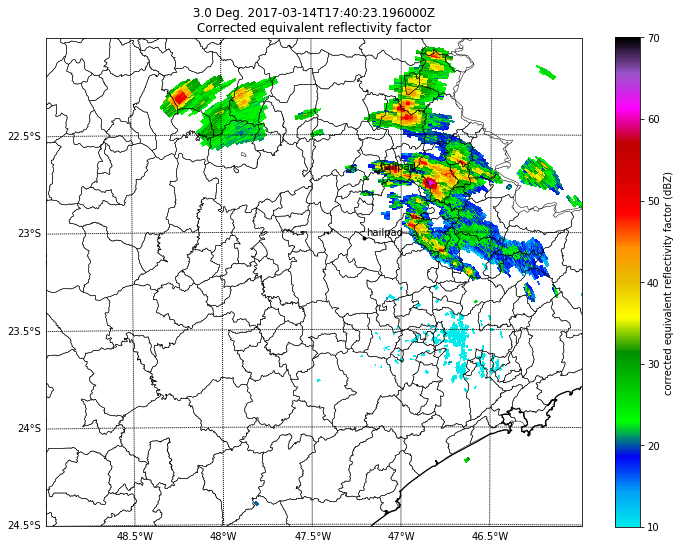 3.0 Deg. 2017-03-14T17:40:23.196000Z
Corrected equivalent reflectivity factor
22.5°S
23°S
23.5°S
24°S
24.5°S
48.5°W
48°W
47.5°W
47°W
46.5°W
hailpad
hailpad
70
60
50
40
30
20
10
corrected equivalent reflectivity factor (dBZ)